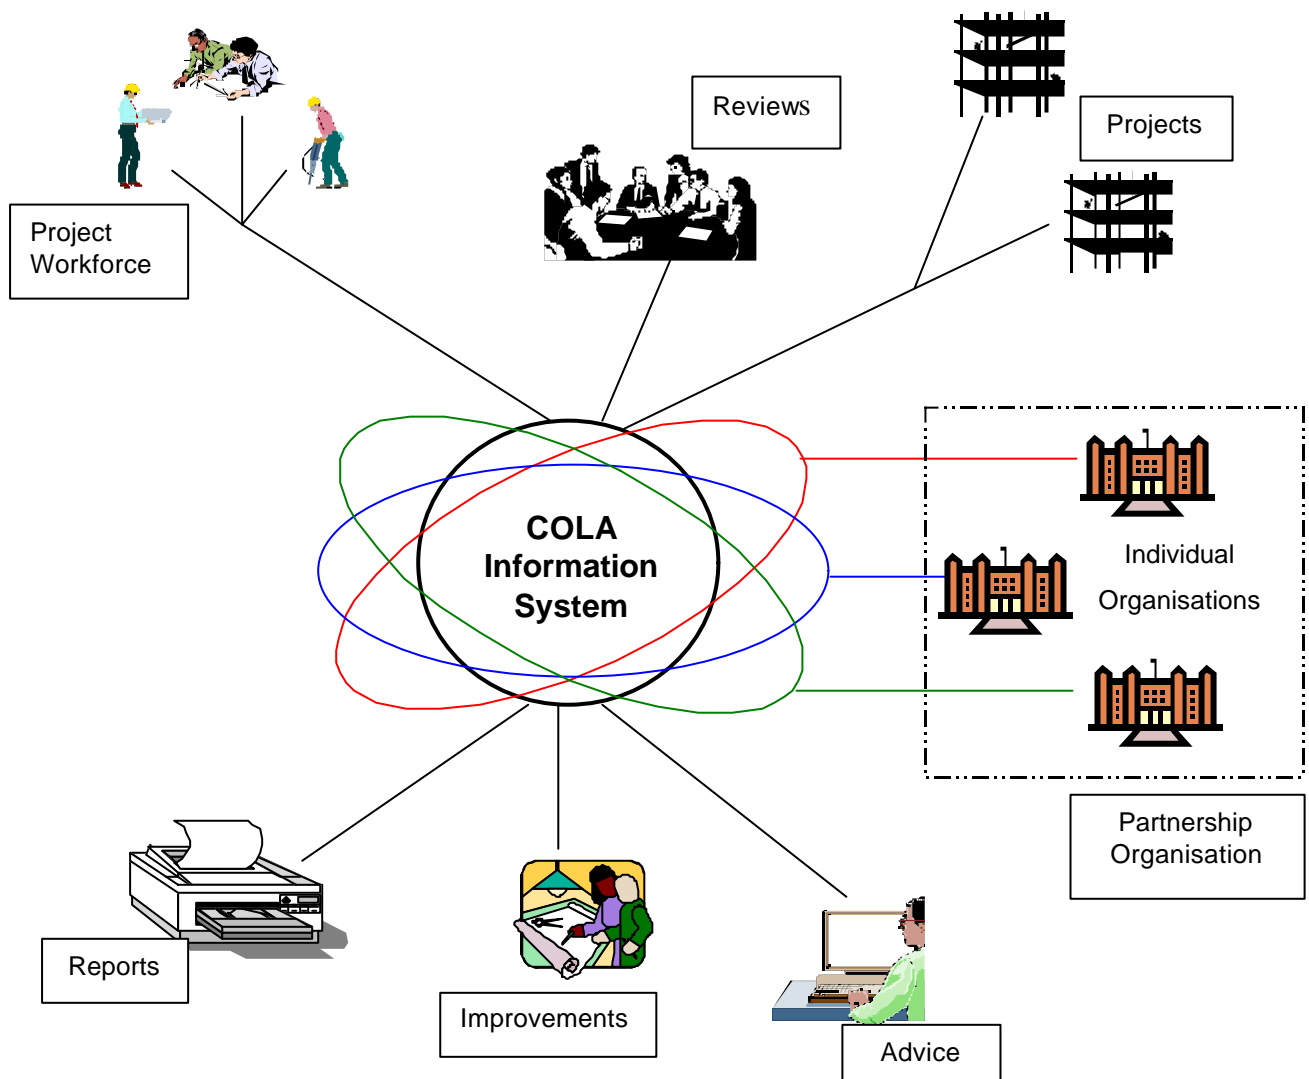 Reviews
Projects
Project
Workforce
COLA
Information
System
Individual
Organisations
Partnership
Organisation
Reports
Improvements
Advice